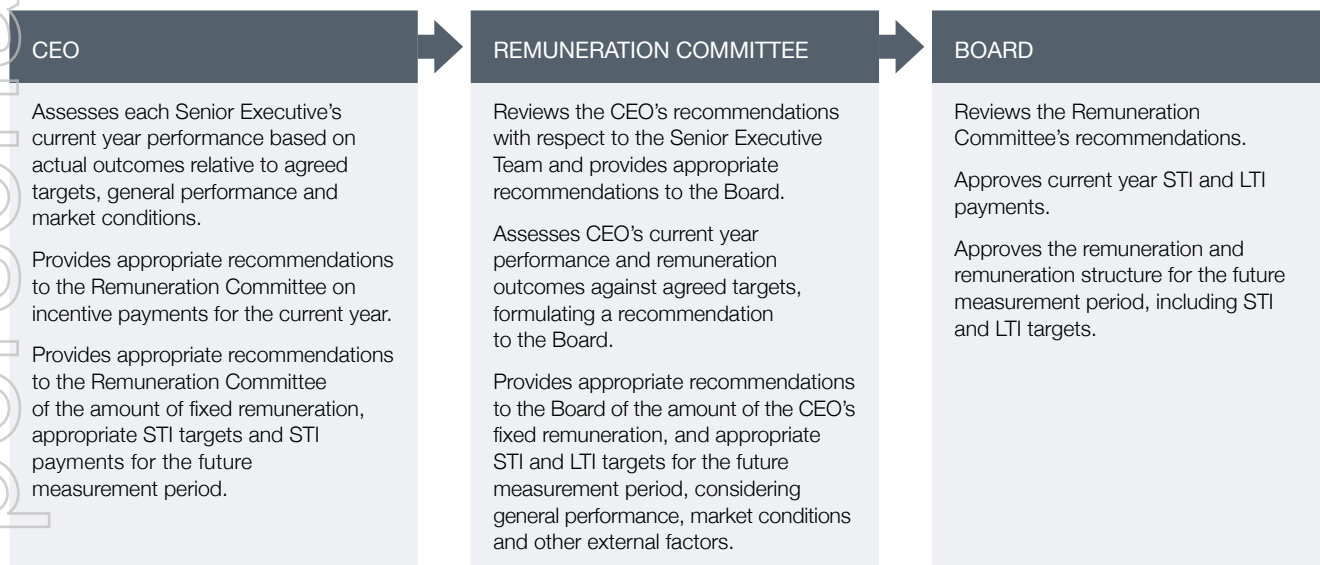 CEO
Assesses each Senior Executive’s
current year performance based on
actual outcomes relative to agreed
targets, general performance and
market conditions.
Provides appropriate recommendations
to the Remuneration Committee on
incentive payments for the current year.
Provides appropriate recommendations
to the Remuneration Committee
of the amount of fixed remuneration,
appropriate STI targets and STI
payments for the future
measurement period.
REMUNERATION COMMITTEE
Reviews the CEO’s recommendations
with respect to the Senior Executive
Team and provides appropriate
recommendations to the Board.
Assesses CEO’s current year
performance and remuneration
outcomes against agreed targets,
formulating a recommendation
to the Board.
Provides appropriate recommendations
to the Board of the amount of the CEO’s
fixed remuneration, and appropriate
STI and LTI targets for the future
measurement period, considering
general performance, market conditions
and other external factors.
BOARD
Reviews the Remuneration
Committee’s recommendations.
Approves current year STI and LTI
payments.
Approves the remuneration and
remuneration structure for the future
measurement period, including STI
and LTI targets.